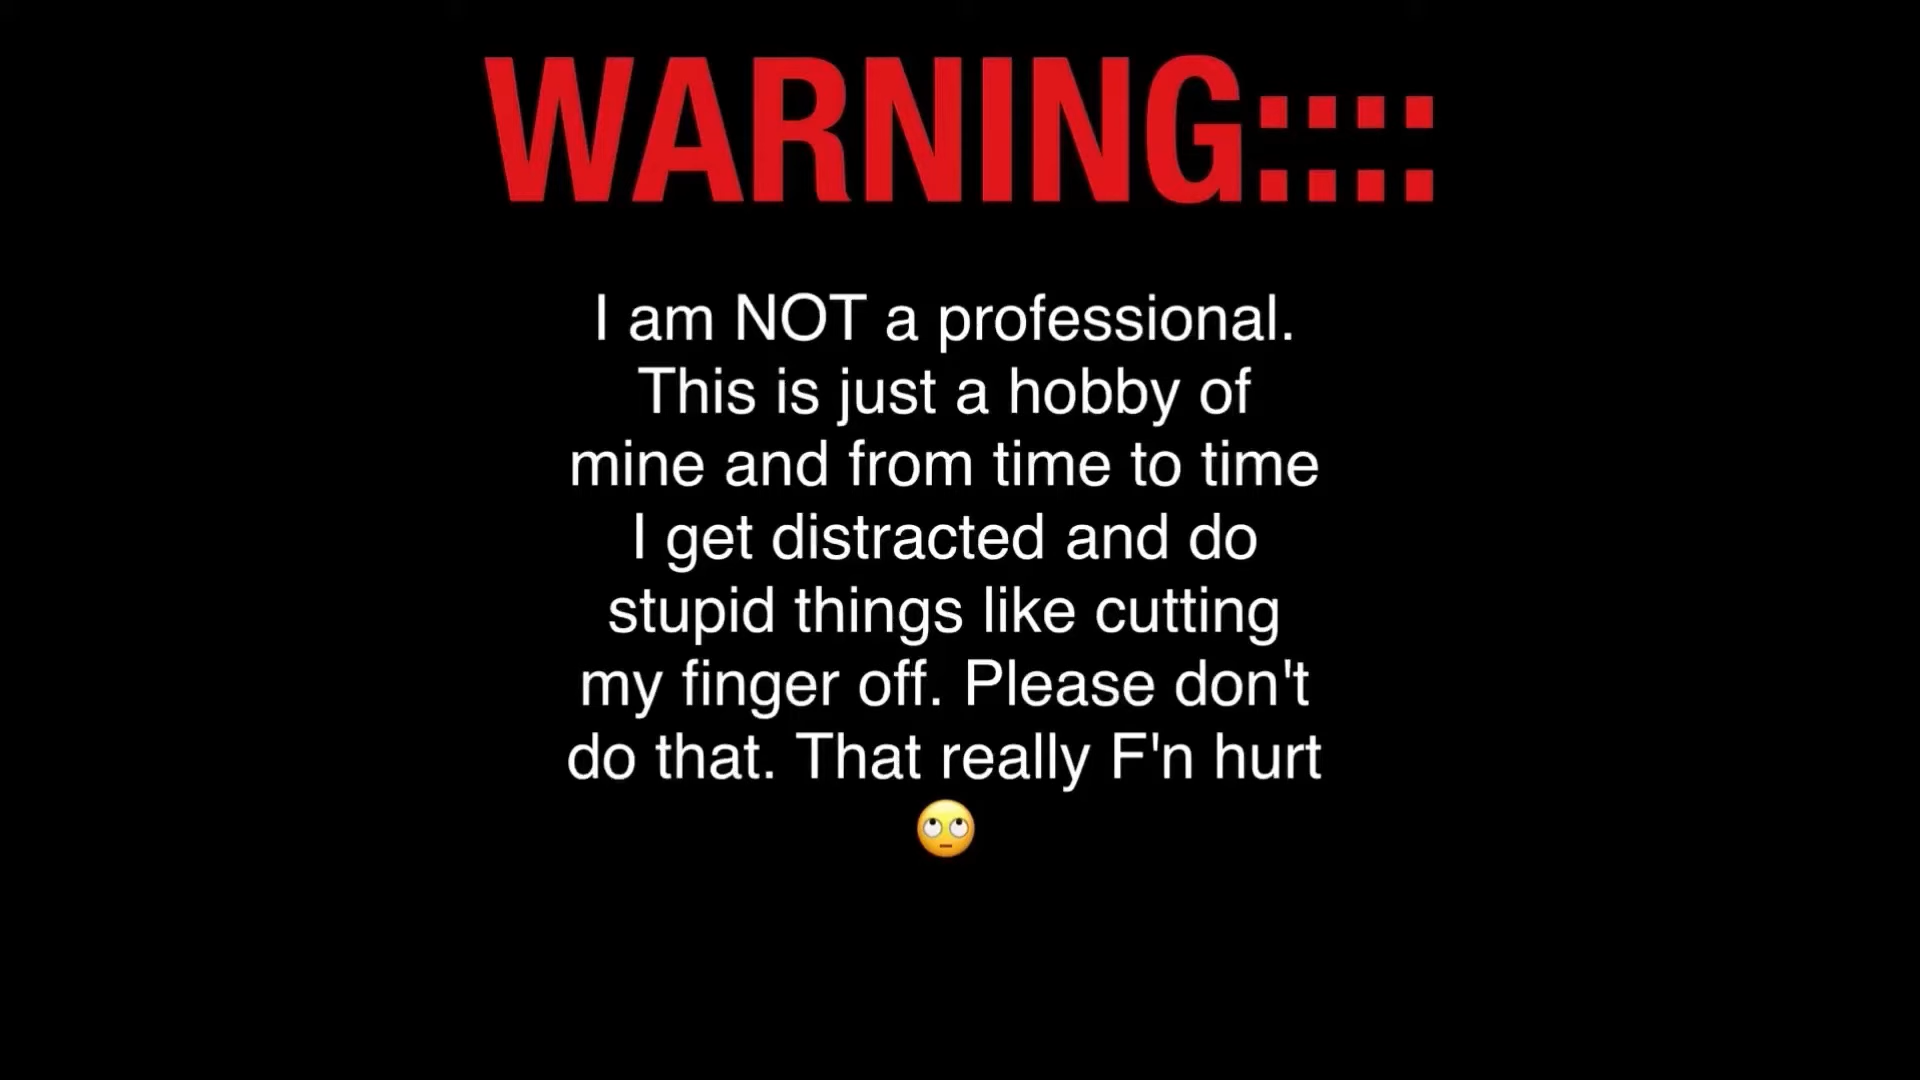 WARNING::::
I am NOT a professional.
This is just a hobby of
mine and from time to time
I get distracted and do
stupid things like cutting
my finger off. Please don't
do that. That really F'n hurt
🙄